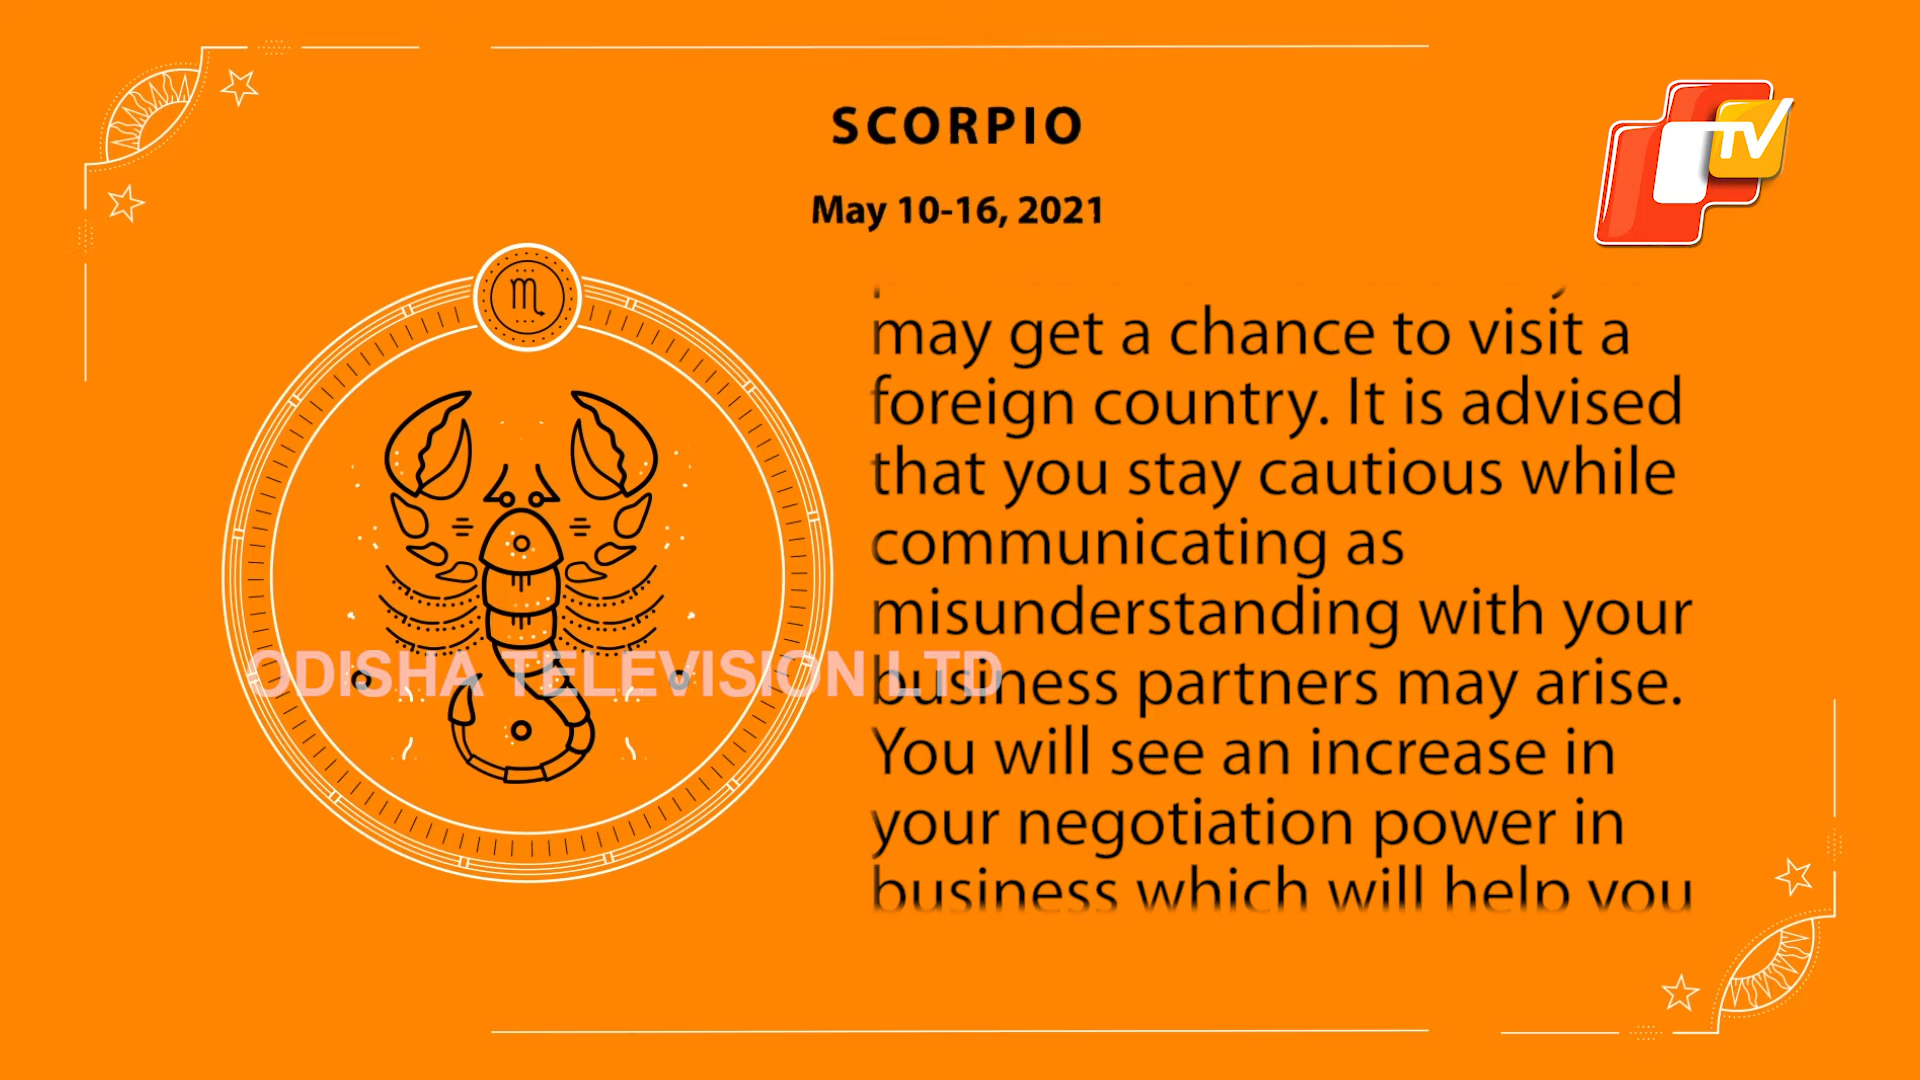 SCORPIO
May 10-16, 2021
TV
may get a chance to visit a
foreign country. It is advised
that you stay cautious while
communicating as
misunderstanding with your
business partners may arise.
You will see an increase in
your negotiation power in
business which will help you
ODISHA TELEVISION LTD